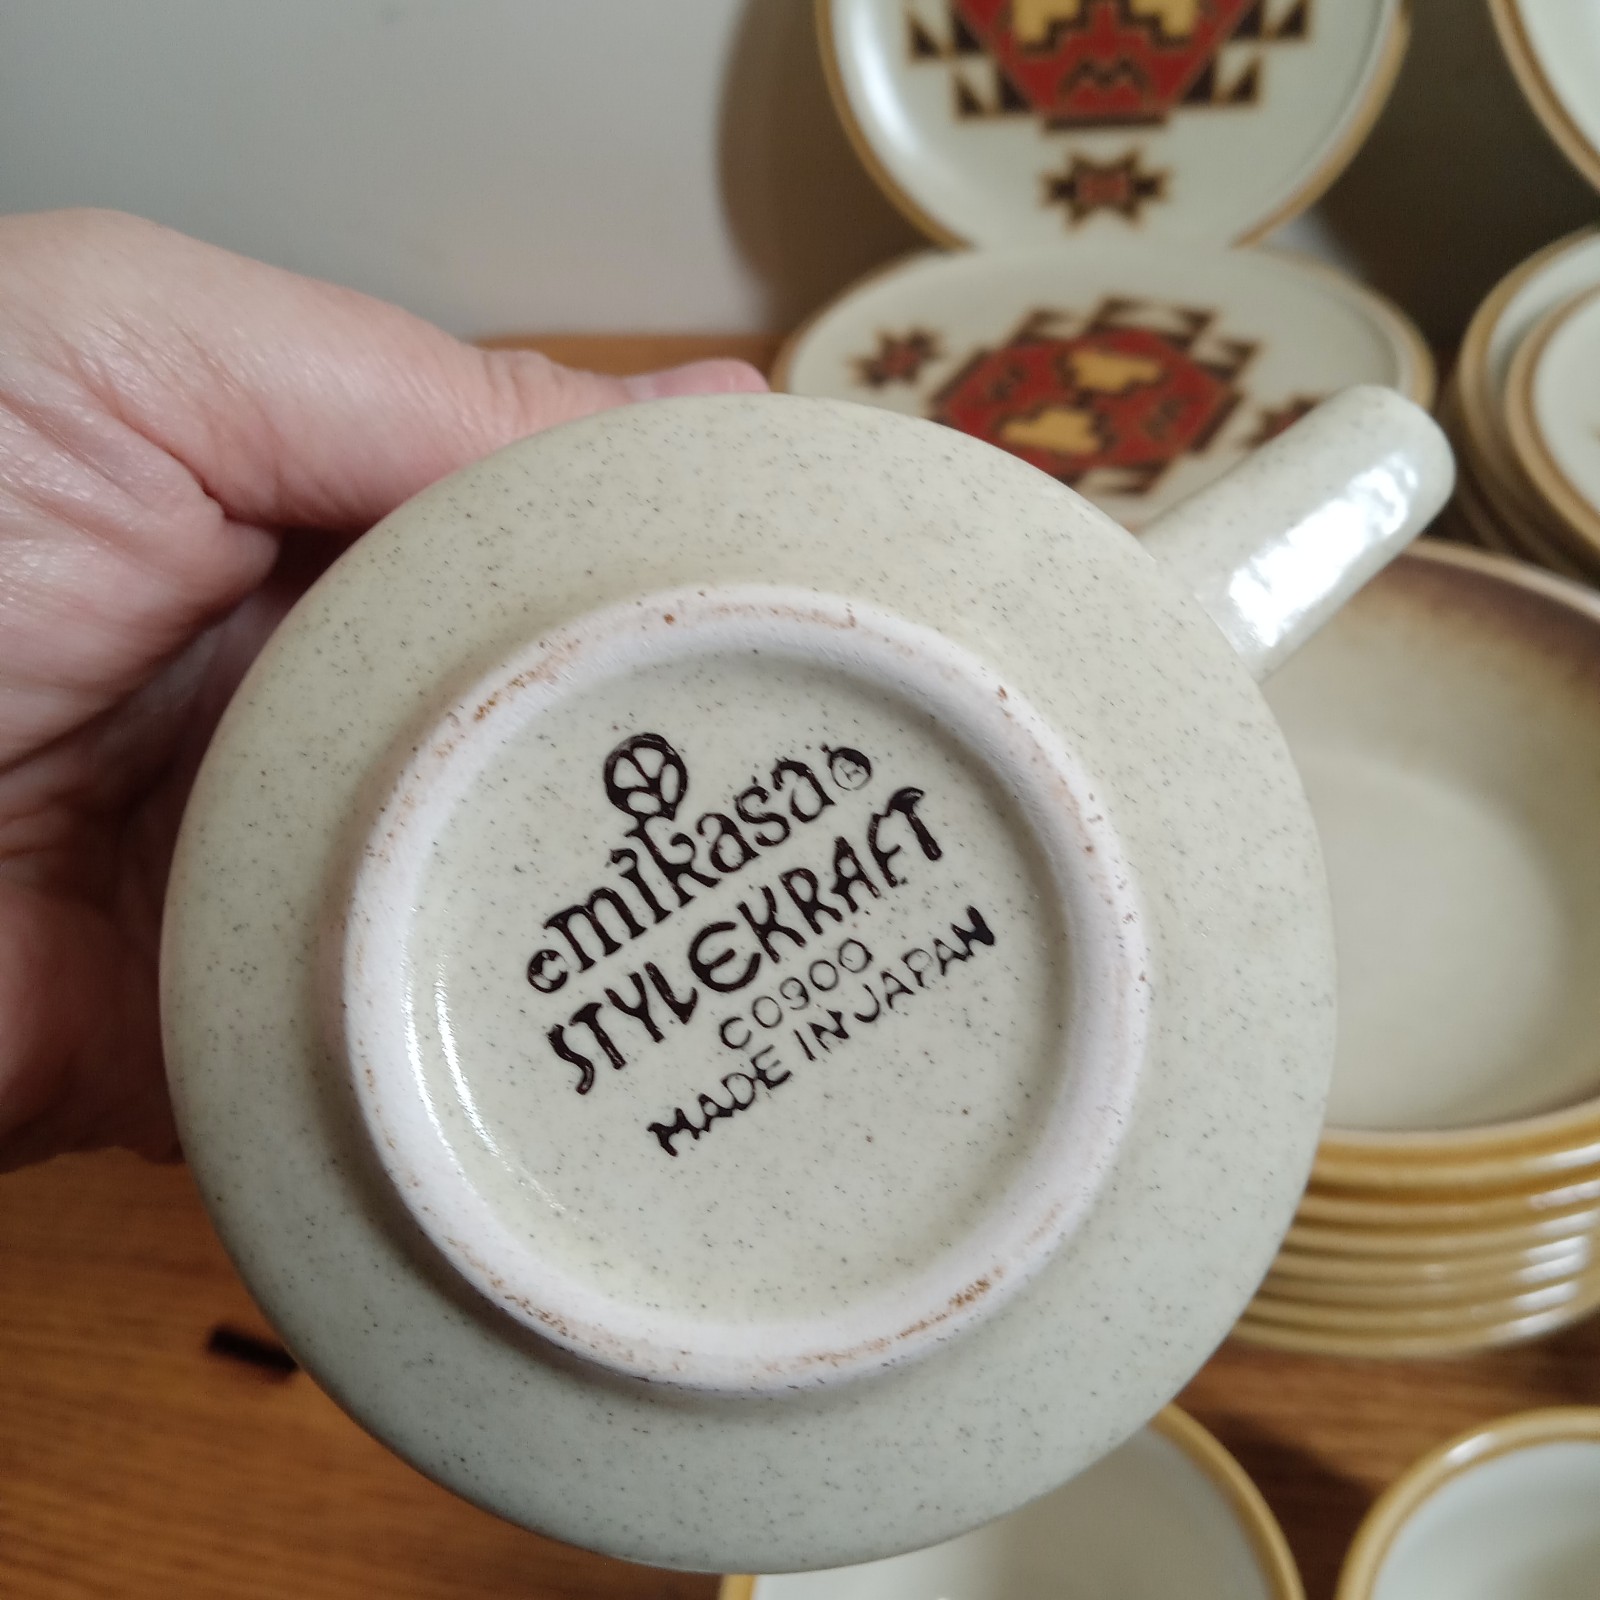 ©mikasa®
STYLEKRAFT
C0900
MADE IN JAPAN